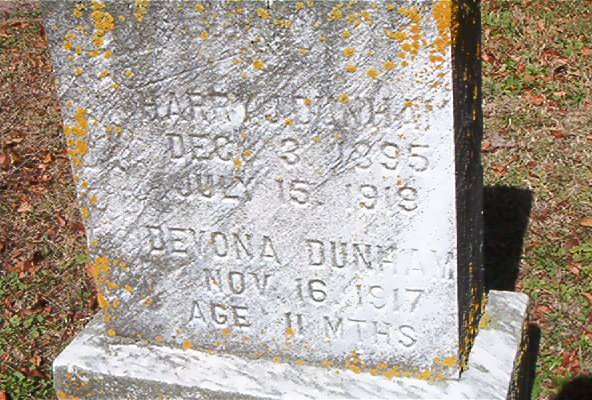 HARRY J. DUNHAM
DEC. 3, 1895
JULY 15, 1919
DEVONA DUNHAM
NOV. 16, 1917
AGE 11 MTHS